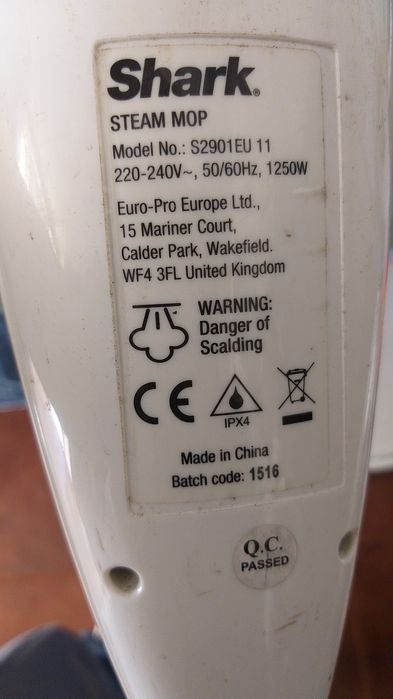 Shark®
STEAM MOP
Model No.: S2901EU 11
220-240V~, 50/60Hz, 1250W
Euro-Pro Europe Ltd.,
15 Mariner Court,
Calder Park, Wakefield.
WF4 3FL United Kingdom
WARNING:
Danger of
Scalding
CE
IPX4
Made in China
Batch code: 1516
Q.C.
PASSED